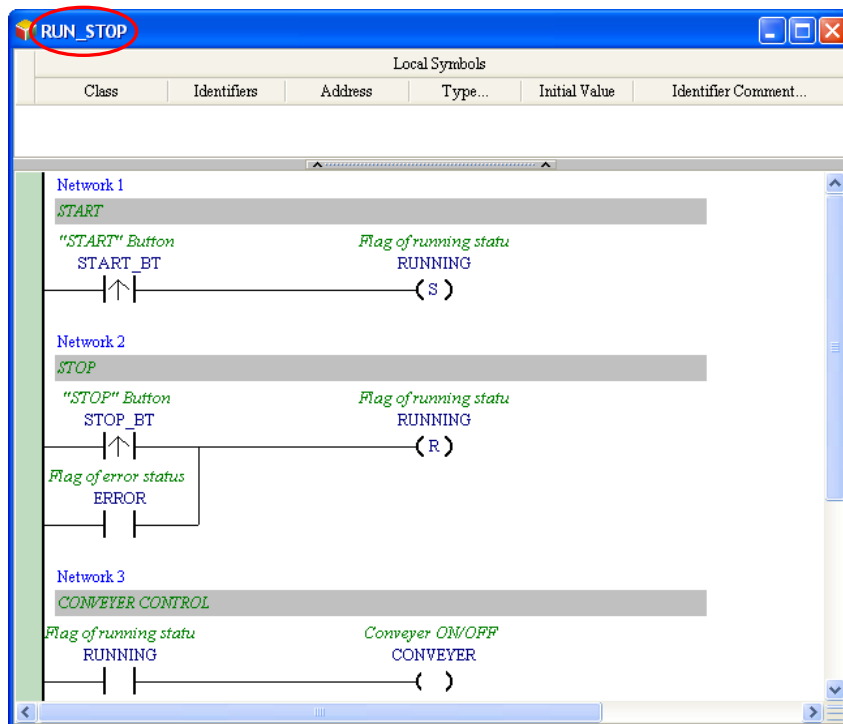 RUN_STOP
Local Symbols
Class Identifiers Address Type... Initial Value Identifier Comment...
Network 1
START
"START" Button Flag of running statu
START_BT RUNNING
S
Network 2
STOP
"STOP" Button Flag of running statu
STOP_BT RUNNING
R
Flag of error status
ERROR
Network 3
CONVEYER CONTROL
Flag of running statu Conveyer ON/OFF
RUNNING CONVEYER